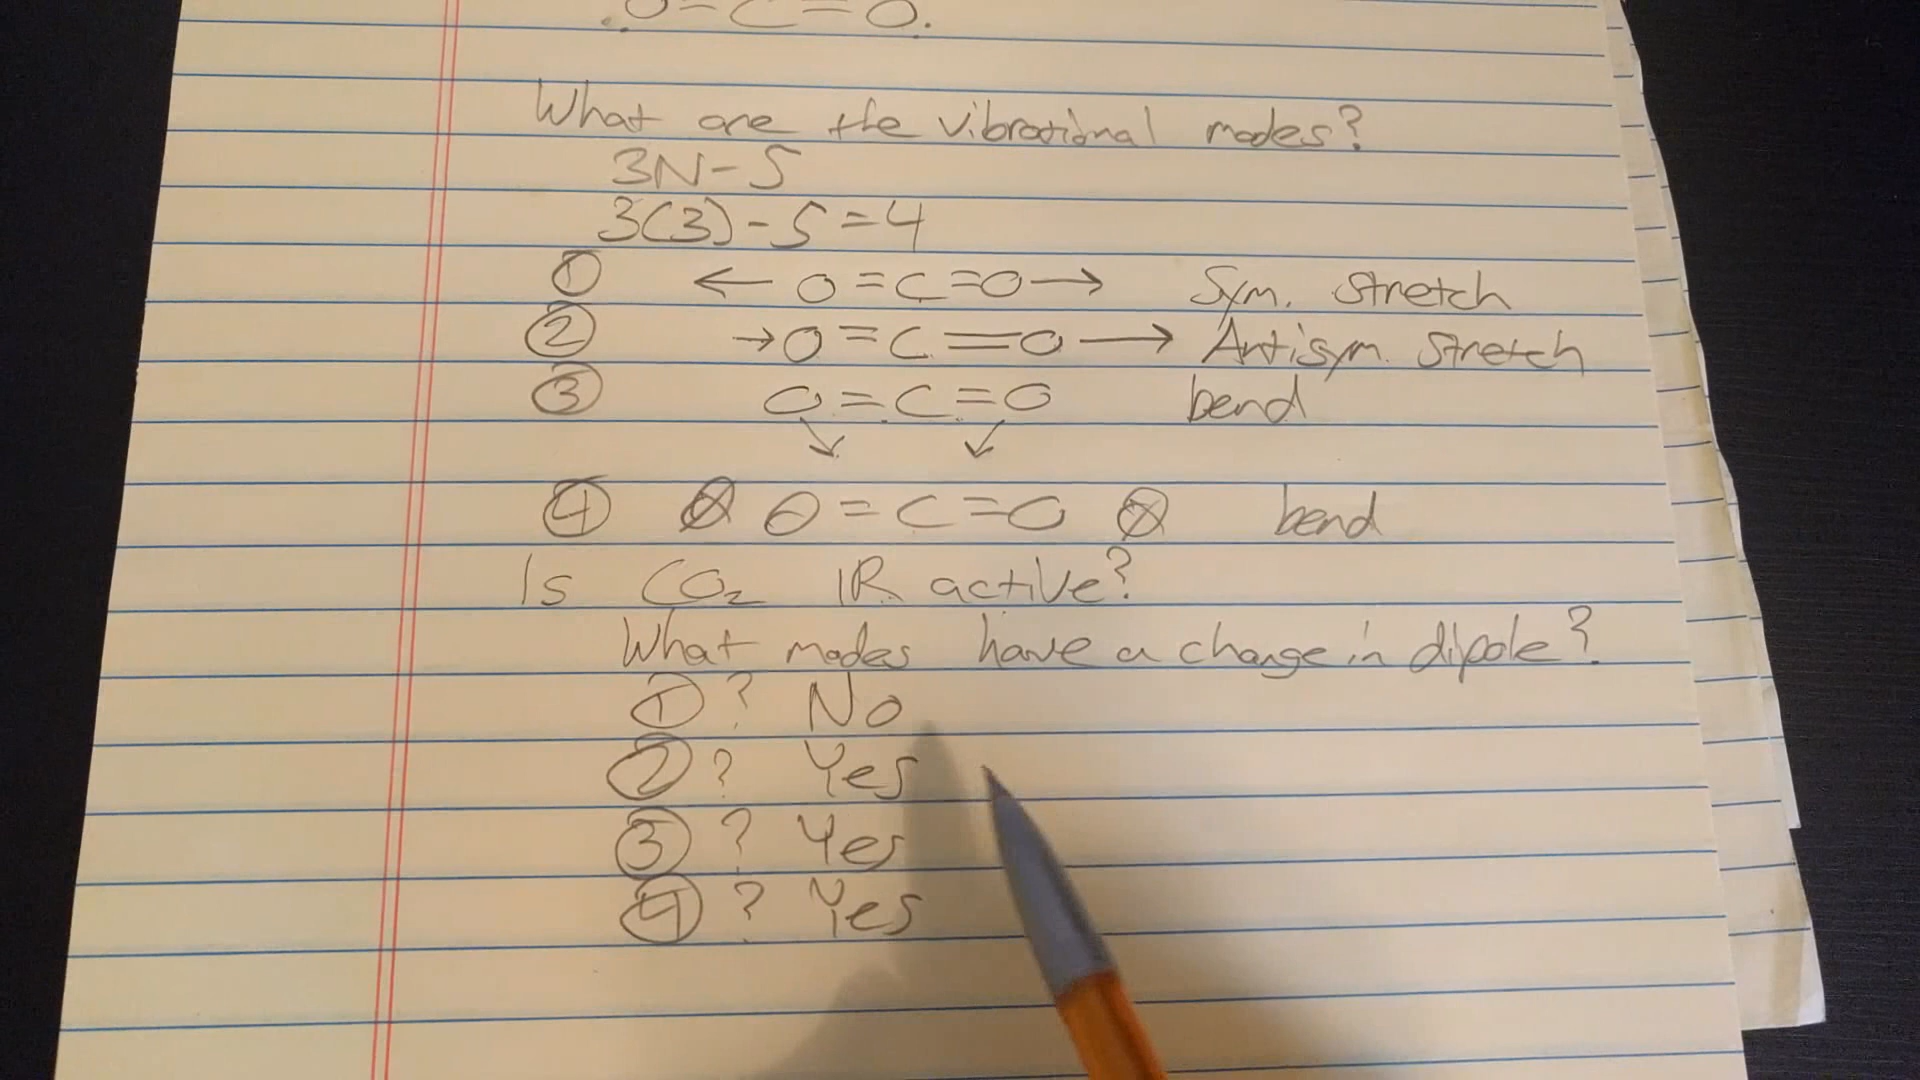 :O=C=O:
What are the vibrational modes?
3N-5
3(3)-5=4
① ← O=C=O → Sym. stretch
② → O=C=O → Antisym. stretch
③ O=C=O bend
↘ ↙
④ ⊗ O=C=O ⊗ bend
Is CO₂ IR active?
What modes have a change in dipole?
①? No
②? Yes
③? Yes
④? Yes